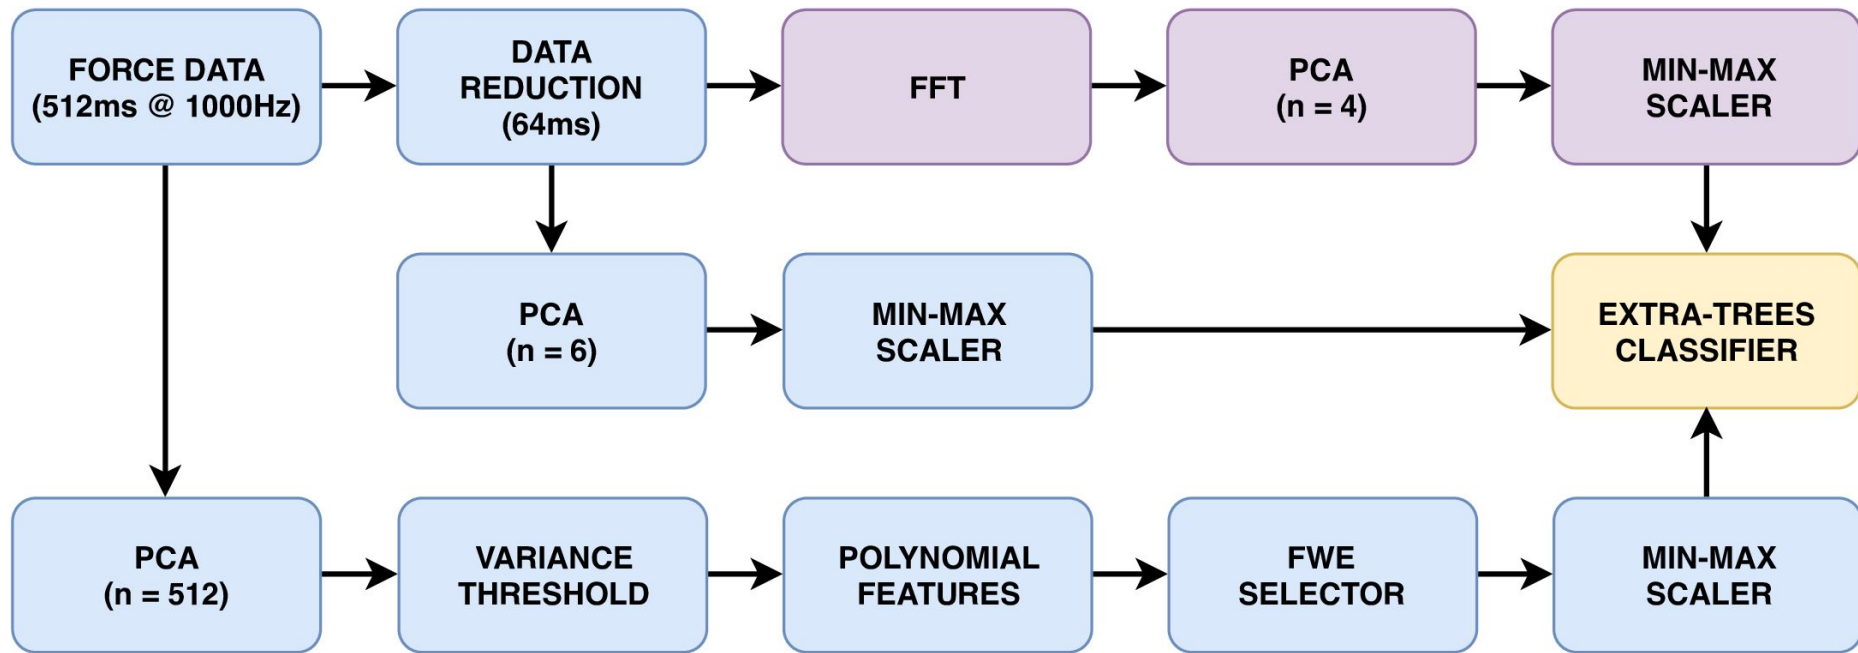 FORCE DATA
(512ms @ 1000Hz)
DATA
REDUCTION
(64ms)
FFT
PCA
(n = 4)
MIN-MAX
SCALER
PCA
(n = 6)
MIN-MAX
SCALER
EXTRA-TREES
CLASSIFIER
PCA
(n = 512)
VARIANCE
THRESHOLD
POLYNOMIAL
FEATURES
FWE
SELECTOR
MIN-MAX
SCALER